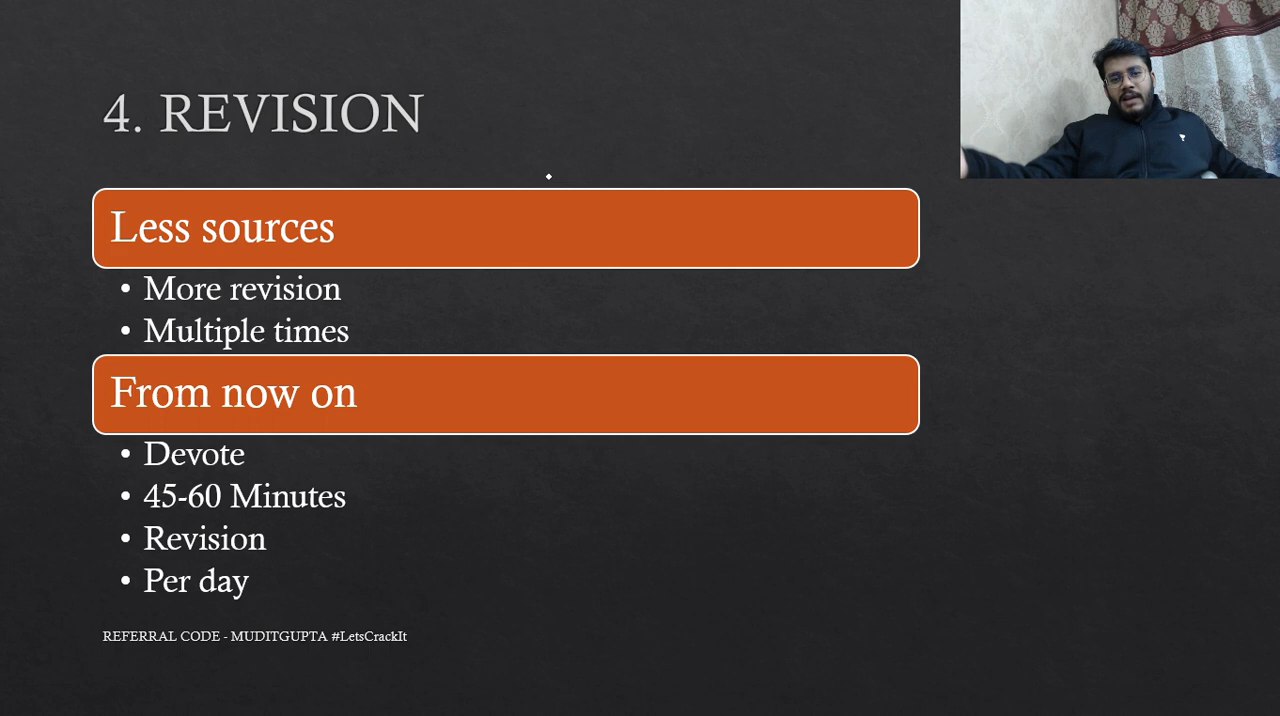 4. REVISION
Less sources
• More revision
• Multiple times
From now on
• Devote
• 45-60 Minutes
• Revision
• Per day
REFERRAL CODE - MUDITGUPTA #LetsCrackIt